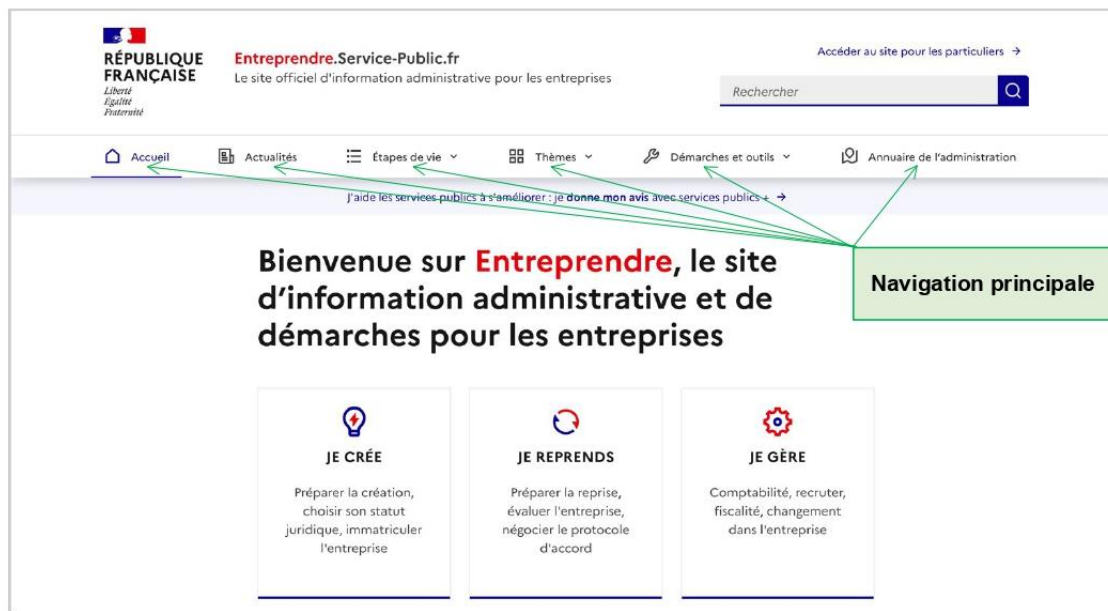 RÉPUBLIQUE
FRANÇAISE
Liberté
Égalité
Fraternité
Entreprendre.Service-Public.fr
Le site officiel d'information administrative pour les entreprises
Accéder au site pour les particuliers →
Rechercher
Accueil
Actualités
Étapes de vie
Thèmes
Démarches et outils
Annuaire de l'administration
J'aide les services publics à s'améliorer : je donne mon avis avec services publics + →
Navigation principale
Bienvenue sur Entreprendre, le site
d'information administrative et de
démarches pour les entreprises
JE CRÉE
Préparer la création,
choisir son statut
juridique, immatriculer
l'entreprise
JE REPRENDS
Préparer la reprise,
évaluer l'entreprise,
négocier le protocole
d'accord
JE GÈRE
Comptabilité, recruter,
fiscalité, changement
dans l'entreprise